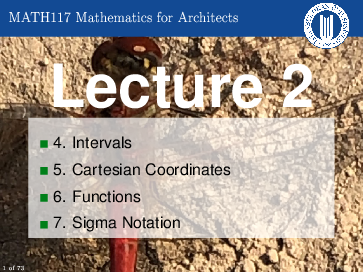 MATH117 Mathematics for Architects
Lecture 2
4. Intervals
5. Cartesian Coordinates
6. Functions
7. Sigma Notation
1 of 73